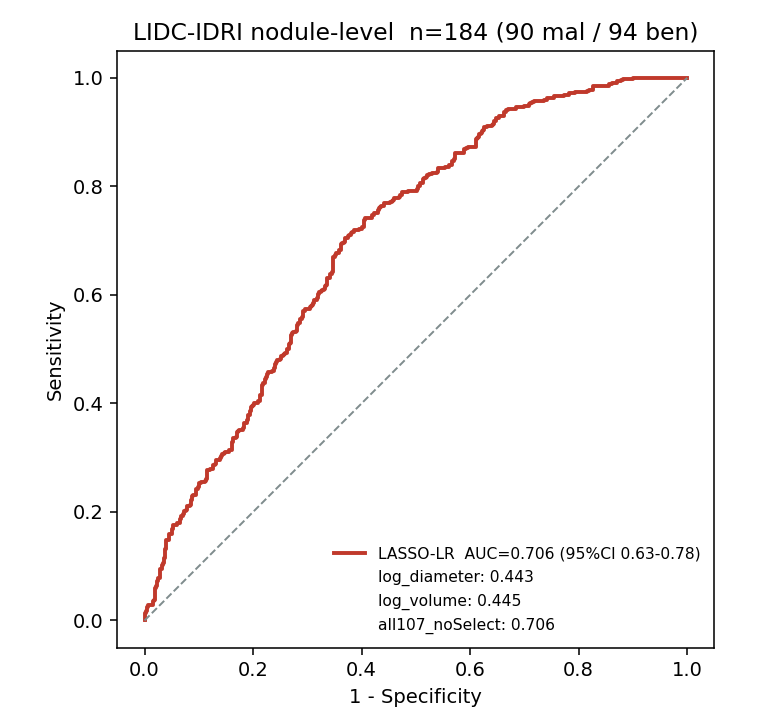 LIDC-IDRI nodule-level  n=184 (90 mal / 94 ben)
1.0
0.8
0.6
0.4
0.2
0.0
Sensitivity
LASSO-LR  AUC=0.706 (95%CI 0.63-0.78)
log_diameter: 0.443
log_volume: 0.445
all107_noSelect: 0.706
0.0 0.2 0.4 0.6 0.8 1.0
1 - Specificity